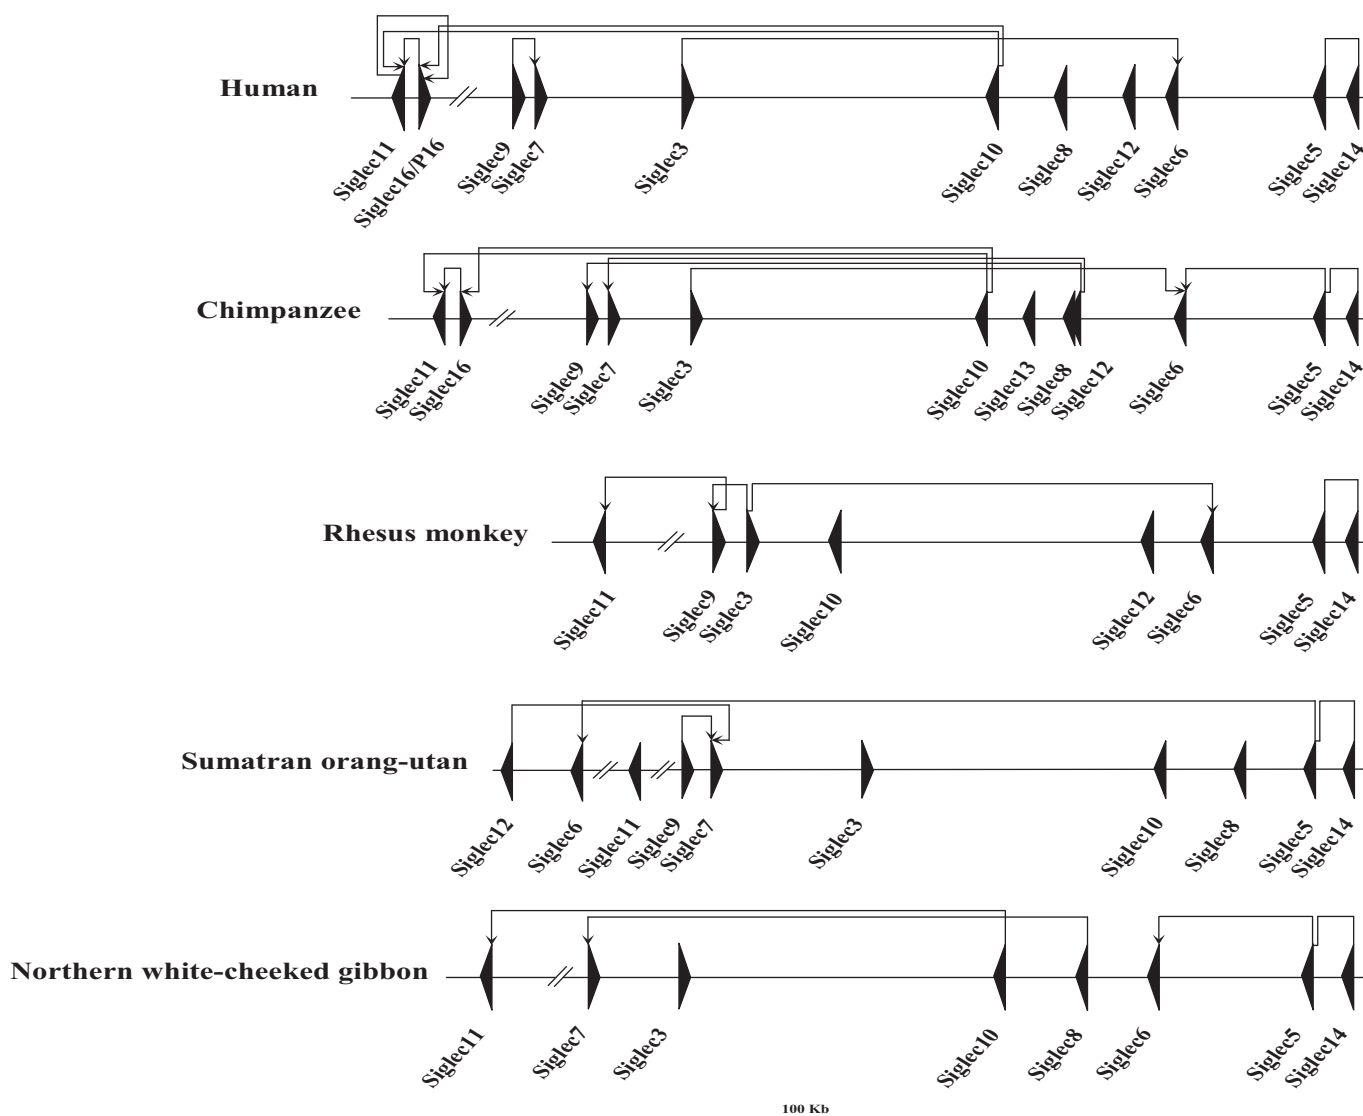 Human
Siglec11
Siglec16/P16
Siglec9
Siglec7
Siglec3
Siglec10
Siglec8
Siglec12
Siglec6
Siglec5
Siglec14
Chimpanzee
Siglec11
Siglec16
Siglec9
Siglec7
Siglec3
Siglec10
Siglec13
Siglec8
Siglec12
Siglec6
Siglec5
Siglec14
Rhesus monkey
Siglec11
Siglec9
Siglec3
Siglec10
Siglec12
Siglec6
Siglec5
Siglec14
Sumatran orang-utan
Siglec12
Siglec6
Siglec11
Siglec9
Siglec7
Siglec3
Siglec10
Siglec8
Siglec5
Siglec14
Northern white-cheeked gibbon
Siglec11
Siglec7
Siglec3
Siglec10
Siglec8
Siglec6
Siglec5
Siglec14
100 Kb